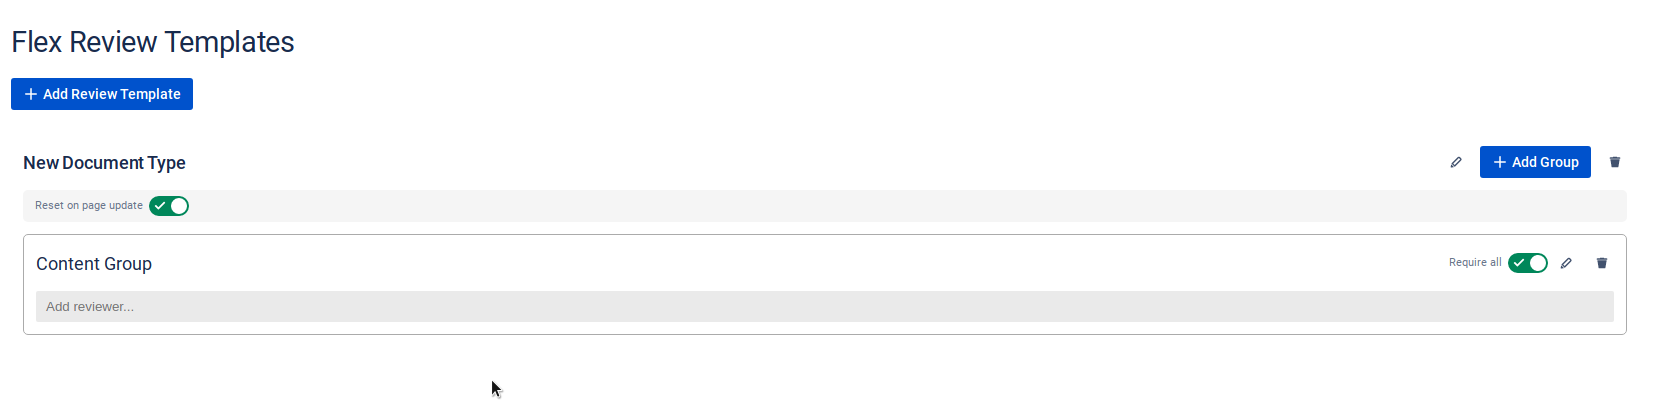 Flex Review Templates
Add Review Template
New Document Type
Add Group
Reset on page update
Content Group
Require all
Add reviewer...